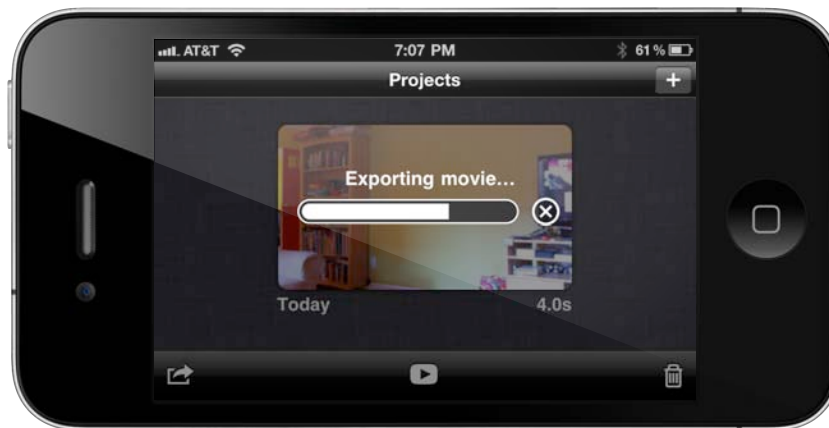 AT&T 7:07 PM 61%
Projects +
Exporting movie...
Today 4.0s